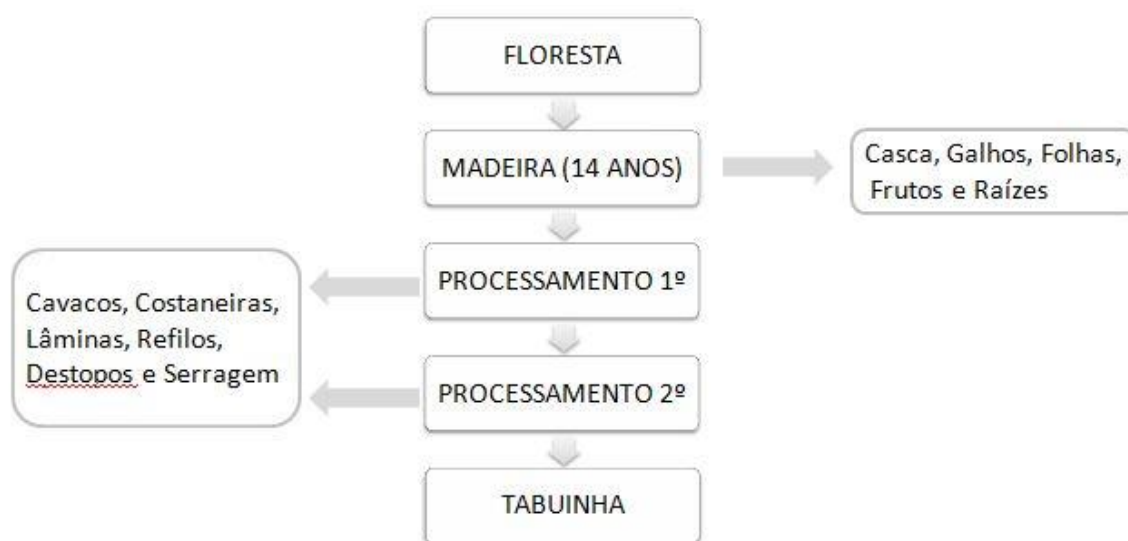 FLORESTA
MADEIRA (14 ANOS)
Casca, Galhos, Folhas,
Frutos e Raízes
PROCESSAMENTO 1º
Cavacos, Costaneiras,
Lâminas, Refilos,
Destopos e Serragem
PROCESSAMENTO 2º
TABUINHA